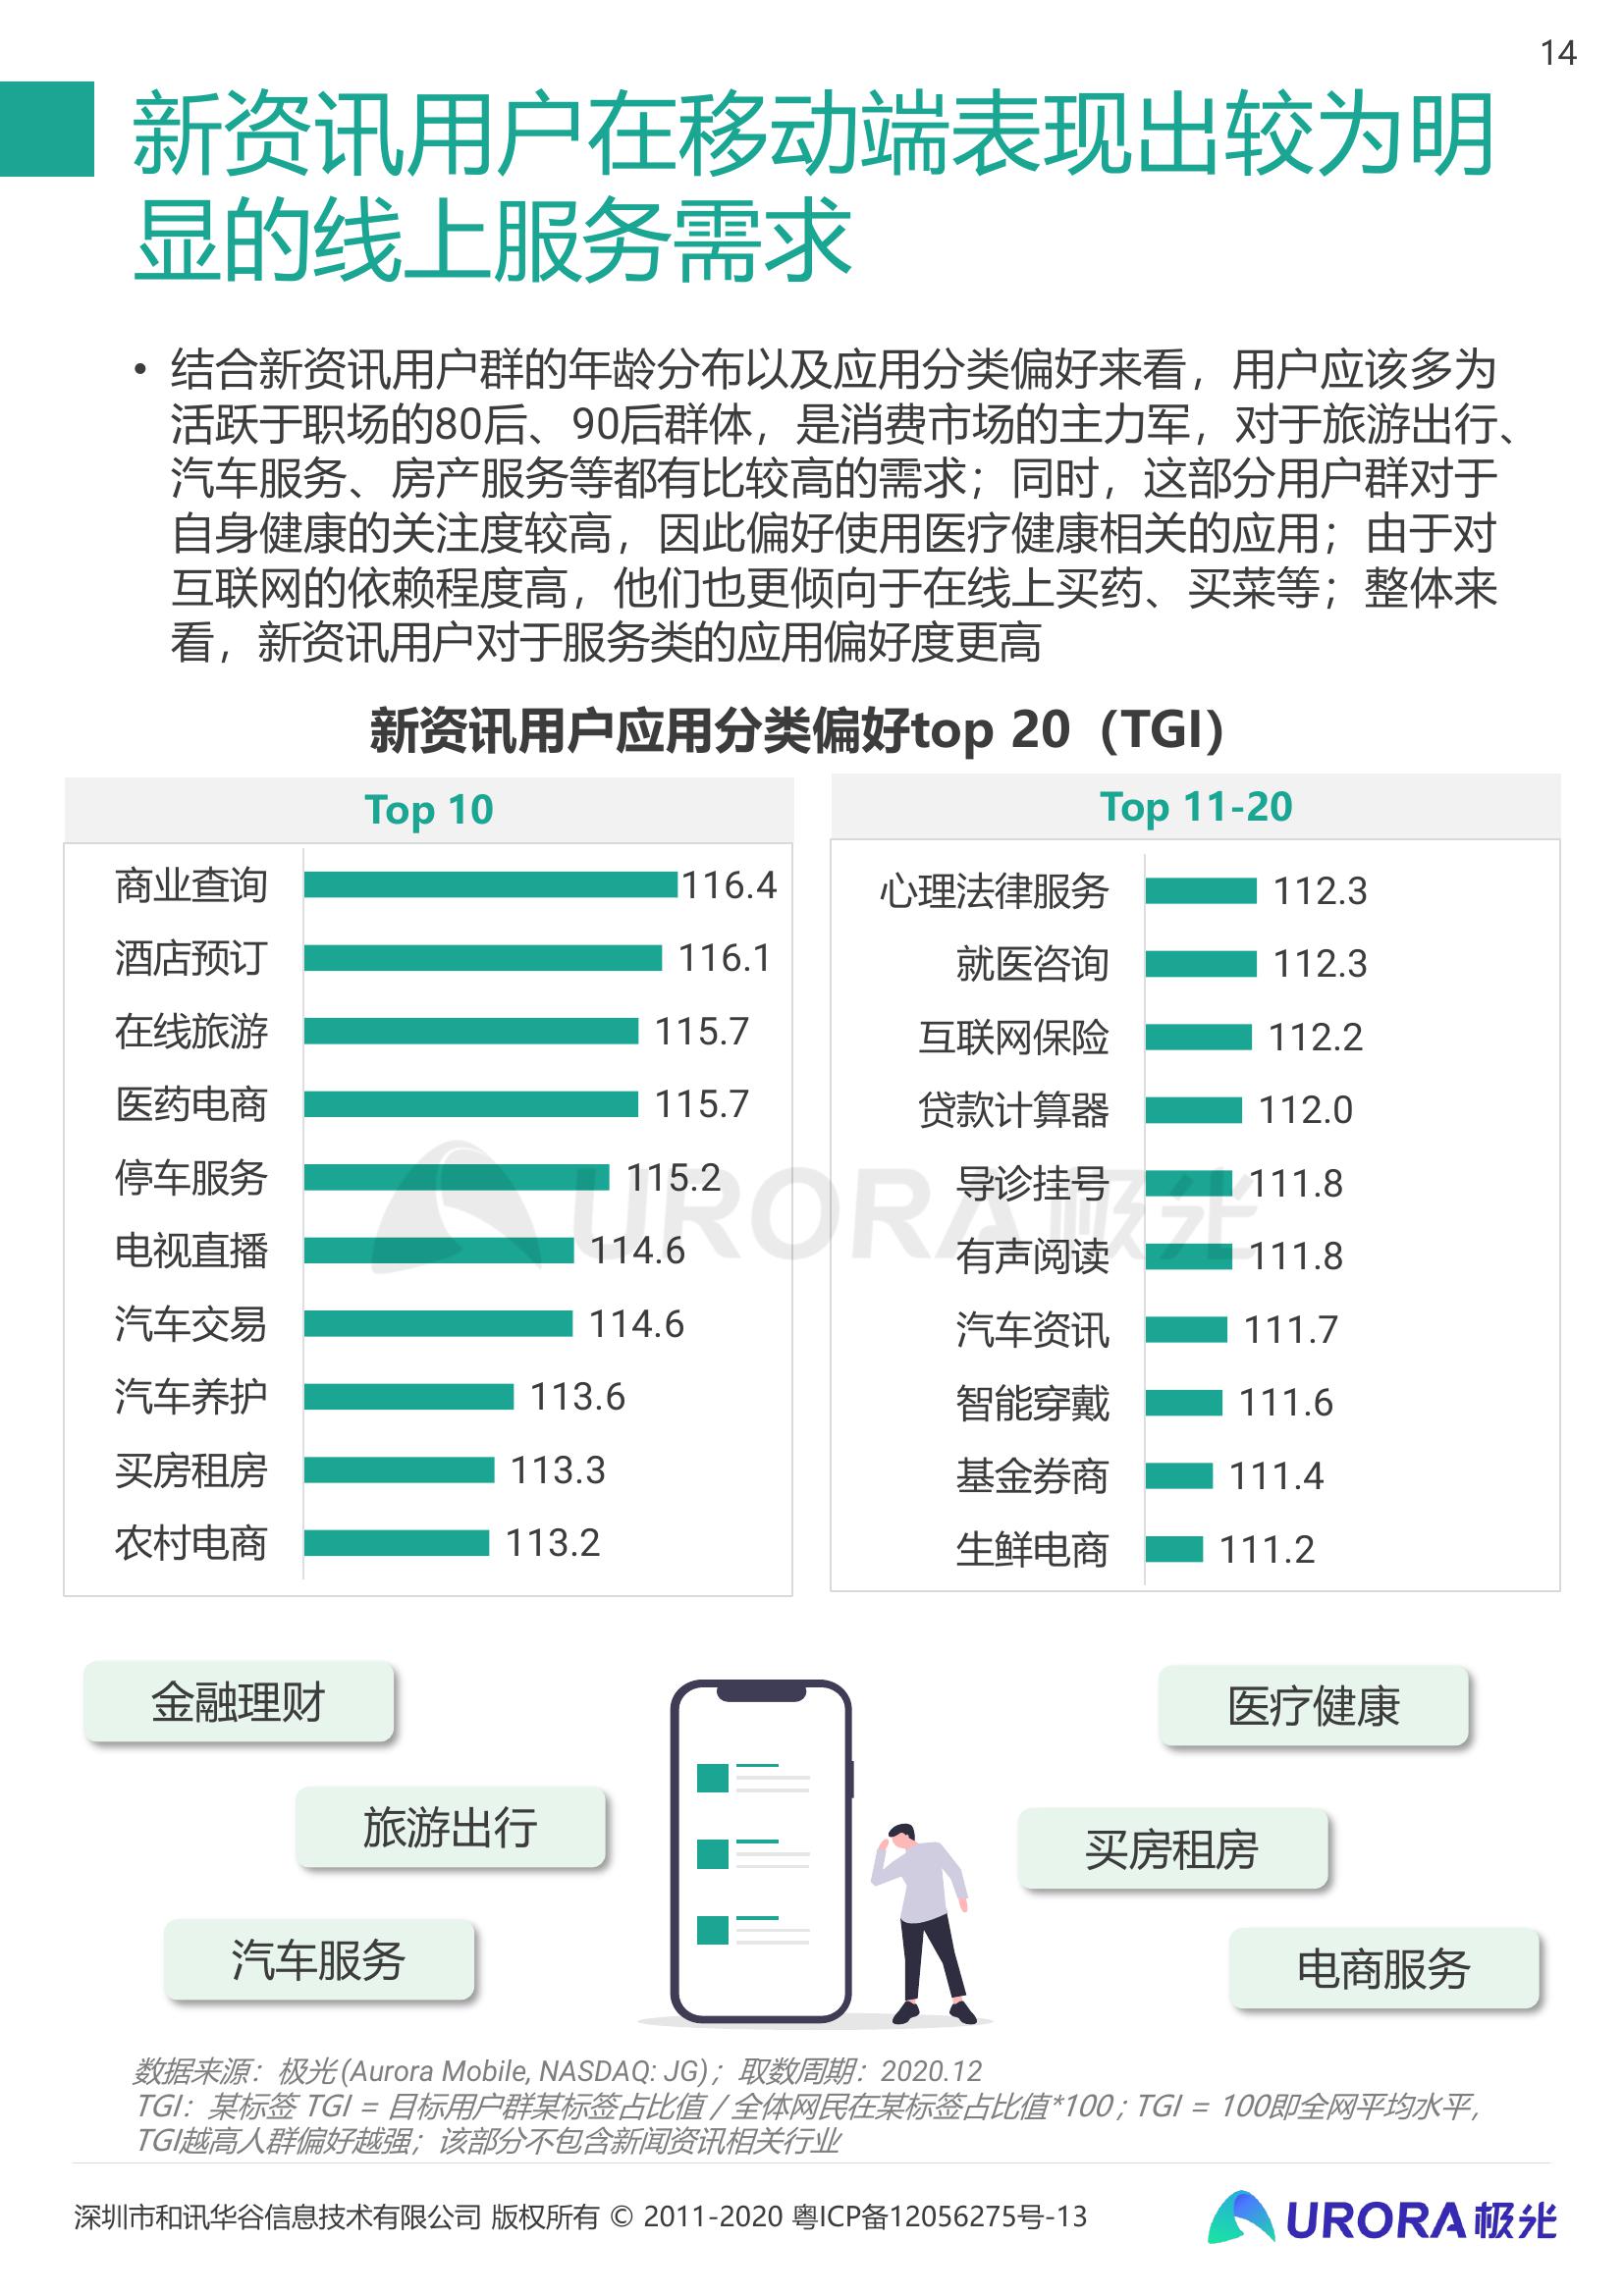 14
新资讯用户在移动端表现出较为明
显的线上服务需求
• 结合新资讯用户群的年龄分布以及应用分类偏好来看，用户应该多为
活跃于职场的80后、90后群体，是消费市场的主力军，对于旅游出行、
汽车服务、房产服务等都有比较高的需求；同时，这部分用户群对于
自身健康的关注度较高，因此偏好使用医疗健康相关的应用；由于对
互联网的依赖程度高，他们也更倾向于在线上买药、买菜等；整体来
看，新资讯用户对于服务类的应用偏好度更高
新资讯用户应用分类偏好top 20（TGI）
Top 10
商业查询 116.4
酒店预订 116.1
在线旅游 115.7
医药电商 115.7
停车服务 115.2
电视直播 114.6
汽车交易 114.6
汽车养护 113.6
买房租房 113.3
农村电商 113.2
Top 11-20
心理法律服务 112.3
就医咨询 112.3
互联网保险 112.2
贷款计算器 112.0
导诊挂号 111.8
有声阅读 111.8
汽车资讯 111.7
智能穿戴 111.6
基金券商 111.4
生鲜电商 111.2
URORA极光
金融理财
医疗健康
旅游出行
买房租房
汽车服务
电商服务
数据来源：极光(Aurora Mobile, NASDAQ: JG)；取数周期：2020.12
TGI：某标签 TGI = 目标用户群某标签占比值 / 全体网民在某标签占比值*100 ; TGI = 100即全网平均水平，
TGI越高人群偏好越强；该部分不包含新闻资讯相关行业
深圳市和讯华谷信息技术有限公司 版权所有 © 2011-2020 粤ICP备12056275号-13
URORA极光